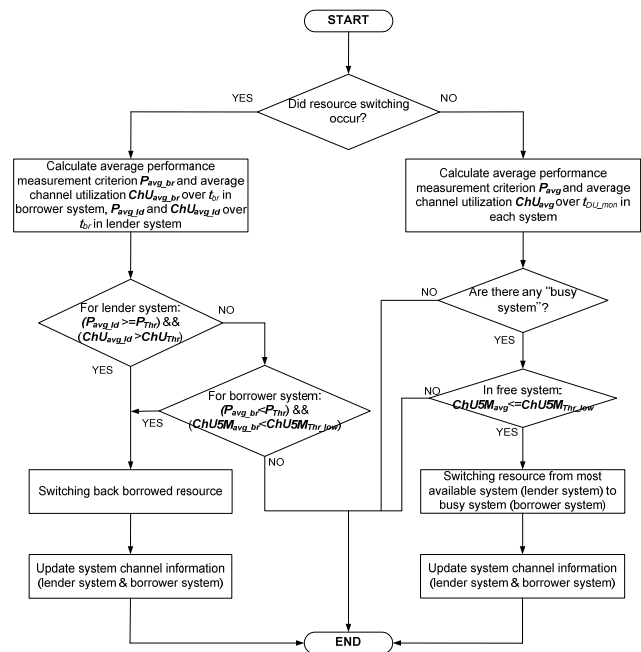 START
YES
NO
Did resource switching
occur?
Calculate average performance
measurement criterion Pavg_br and average
channel utilization ChUavg_br over tbr in
borrower system, Pavg_ld and ChUavg_ld over
tbr in lender system
Calculate average performance
measurement criterion Pavg and average
channel utilization ChUavg over tDU_mon in
each system
For lender system:
(Pavg_ld >=PThr) &&
(ChUavg_ld >ChUThr)
NO
YES
NO
Are there any “busy
system”?
YES
For borrower system:
(Pavg_br<PThr) &&
(ChU5Mavg_br<ChU5MThr_low)
YES
NO
NO
In free system:
ChU5Mavg<=ChU5MThr_low
YES
Switching back borrowed resource
Switching resource from most
available system (lender system) to
busy system (borrower system)
Update system channel information
(lender system & borrower system)
Update system channel information
(lender system & borrower system)
END